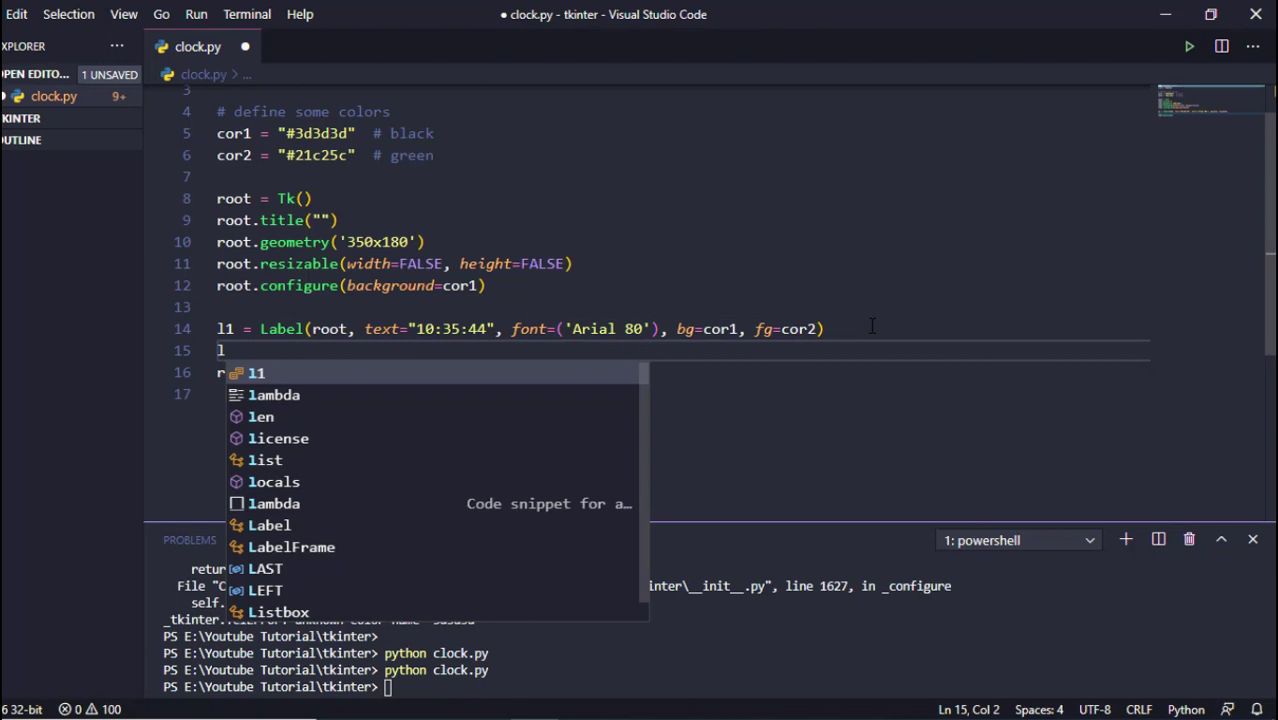 Edit Selection View Go Run Terminal Help ● clock.py - tkinter - Visual Studio Code
XPLORER ··· clock.py ●
OPEN EDITO... 1 UNSAVED clock.py > ...
clock.py 9+
KINTER
OUTLINE
3
4 # define some colors
5 cor1 = "#3d3d3d" # black
6 cor2 = "#21c25c" # green
7
8 root = Tk()
9 root.title("")
10 root.geometry('350x180')
11 root.resizable(width=FALSE, height=FALSE)
12 root.configure(background=cor1)
13
14 l1 = Label(root, text="10:35:44", font=('Arial 80'), bg=cor1, fg=cor2)
15 l
16 r
17
l1
lambda
len
license
list
locals
lambda Code snippet for a…
Label
LabelFrame
LAST
LEFT
Listbox
PROBLEMS 1: powershell
retur
File "C nter\__init__.py", line 1627, in _configure
self.
PS E:\Youtube Tutorial\tkinter>
PS E:\Youtube Tutorial\tkinter> python clock.py
PS E:\Youtube Tutorial\tkinter> python clock.py
PS E:\Youtube Tutorial\tkinter>
6 32-bit 0 100 Ln 15, Col 2 Spaces: 4 UTF-8 CRLF Python